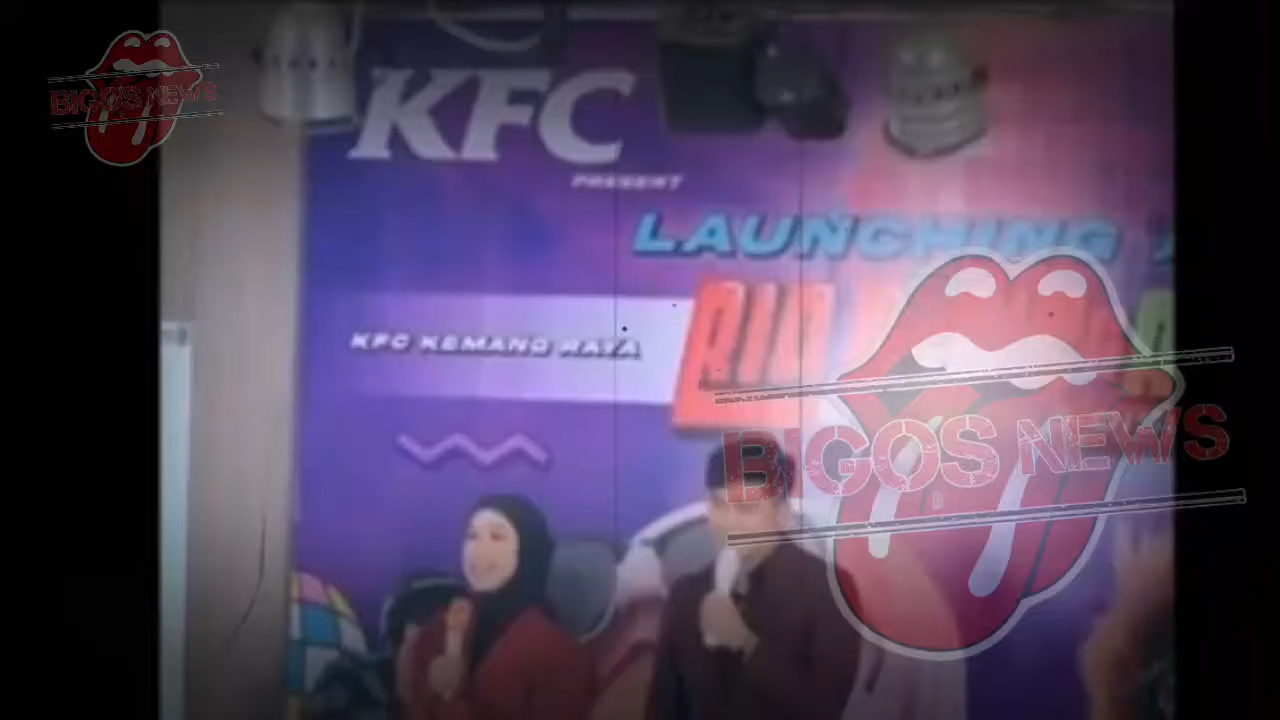 BIGOS NEWS
KFC
PRESENT
LAUNCHING
KFC KEMANG RAYA
BIGOS NEWS